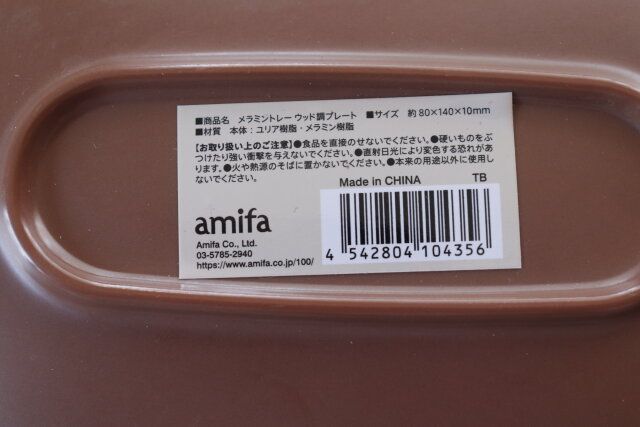 ■商品名　メラミントレー ウッド調プレート　■サイズ　約 80×140×10mm
■材質　本体：ユリア樹脂・メラミン樹脂
【お取り扱い上のご注意】●食品を直接のせないでください。●硬いものをぶ
つけたり強い衝撃を与えないでください。●直射日光により変色する恐れがあり
ます。●火や熱源のそばに置かないでください。●本来の用途以外に使用し
ないでください。
Made in CHINA　TB
amifa
Amifa Co., Ltd.
03-5785-2940
https://www.amifa.co.jp/100/
4 542804 104356